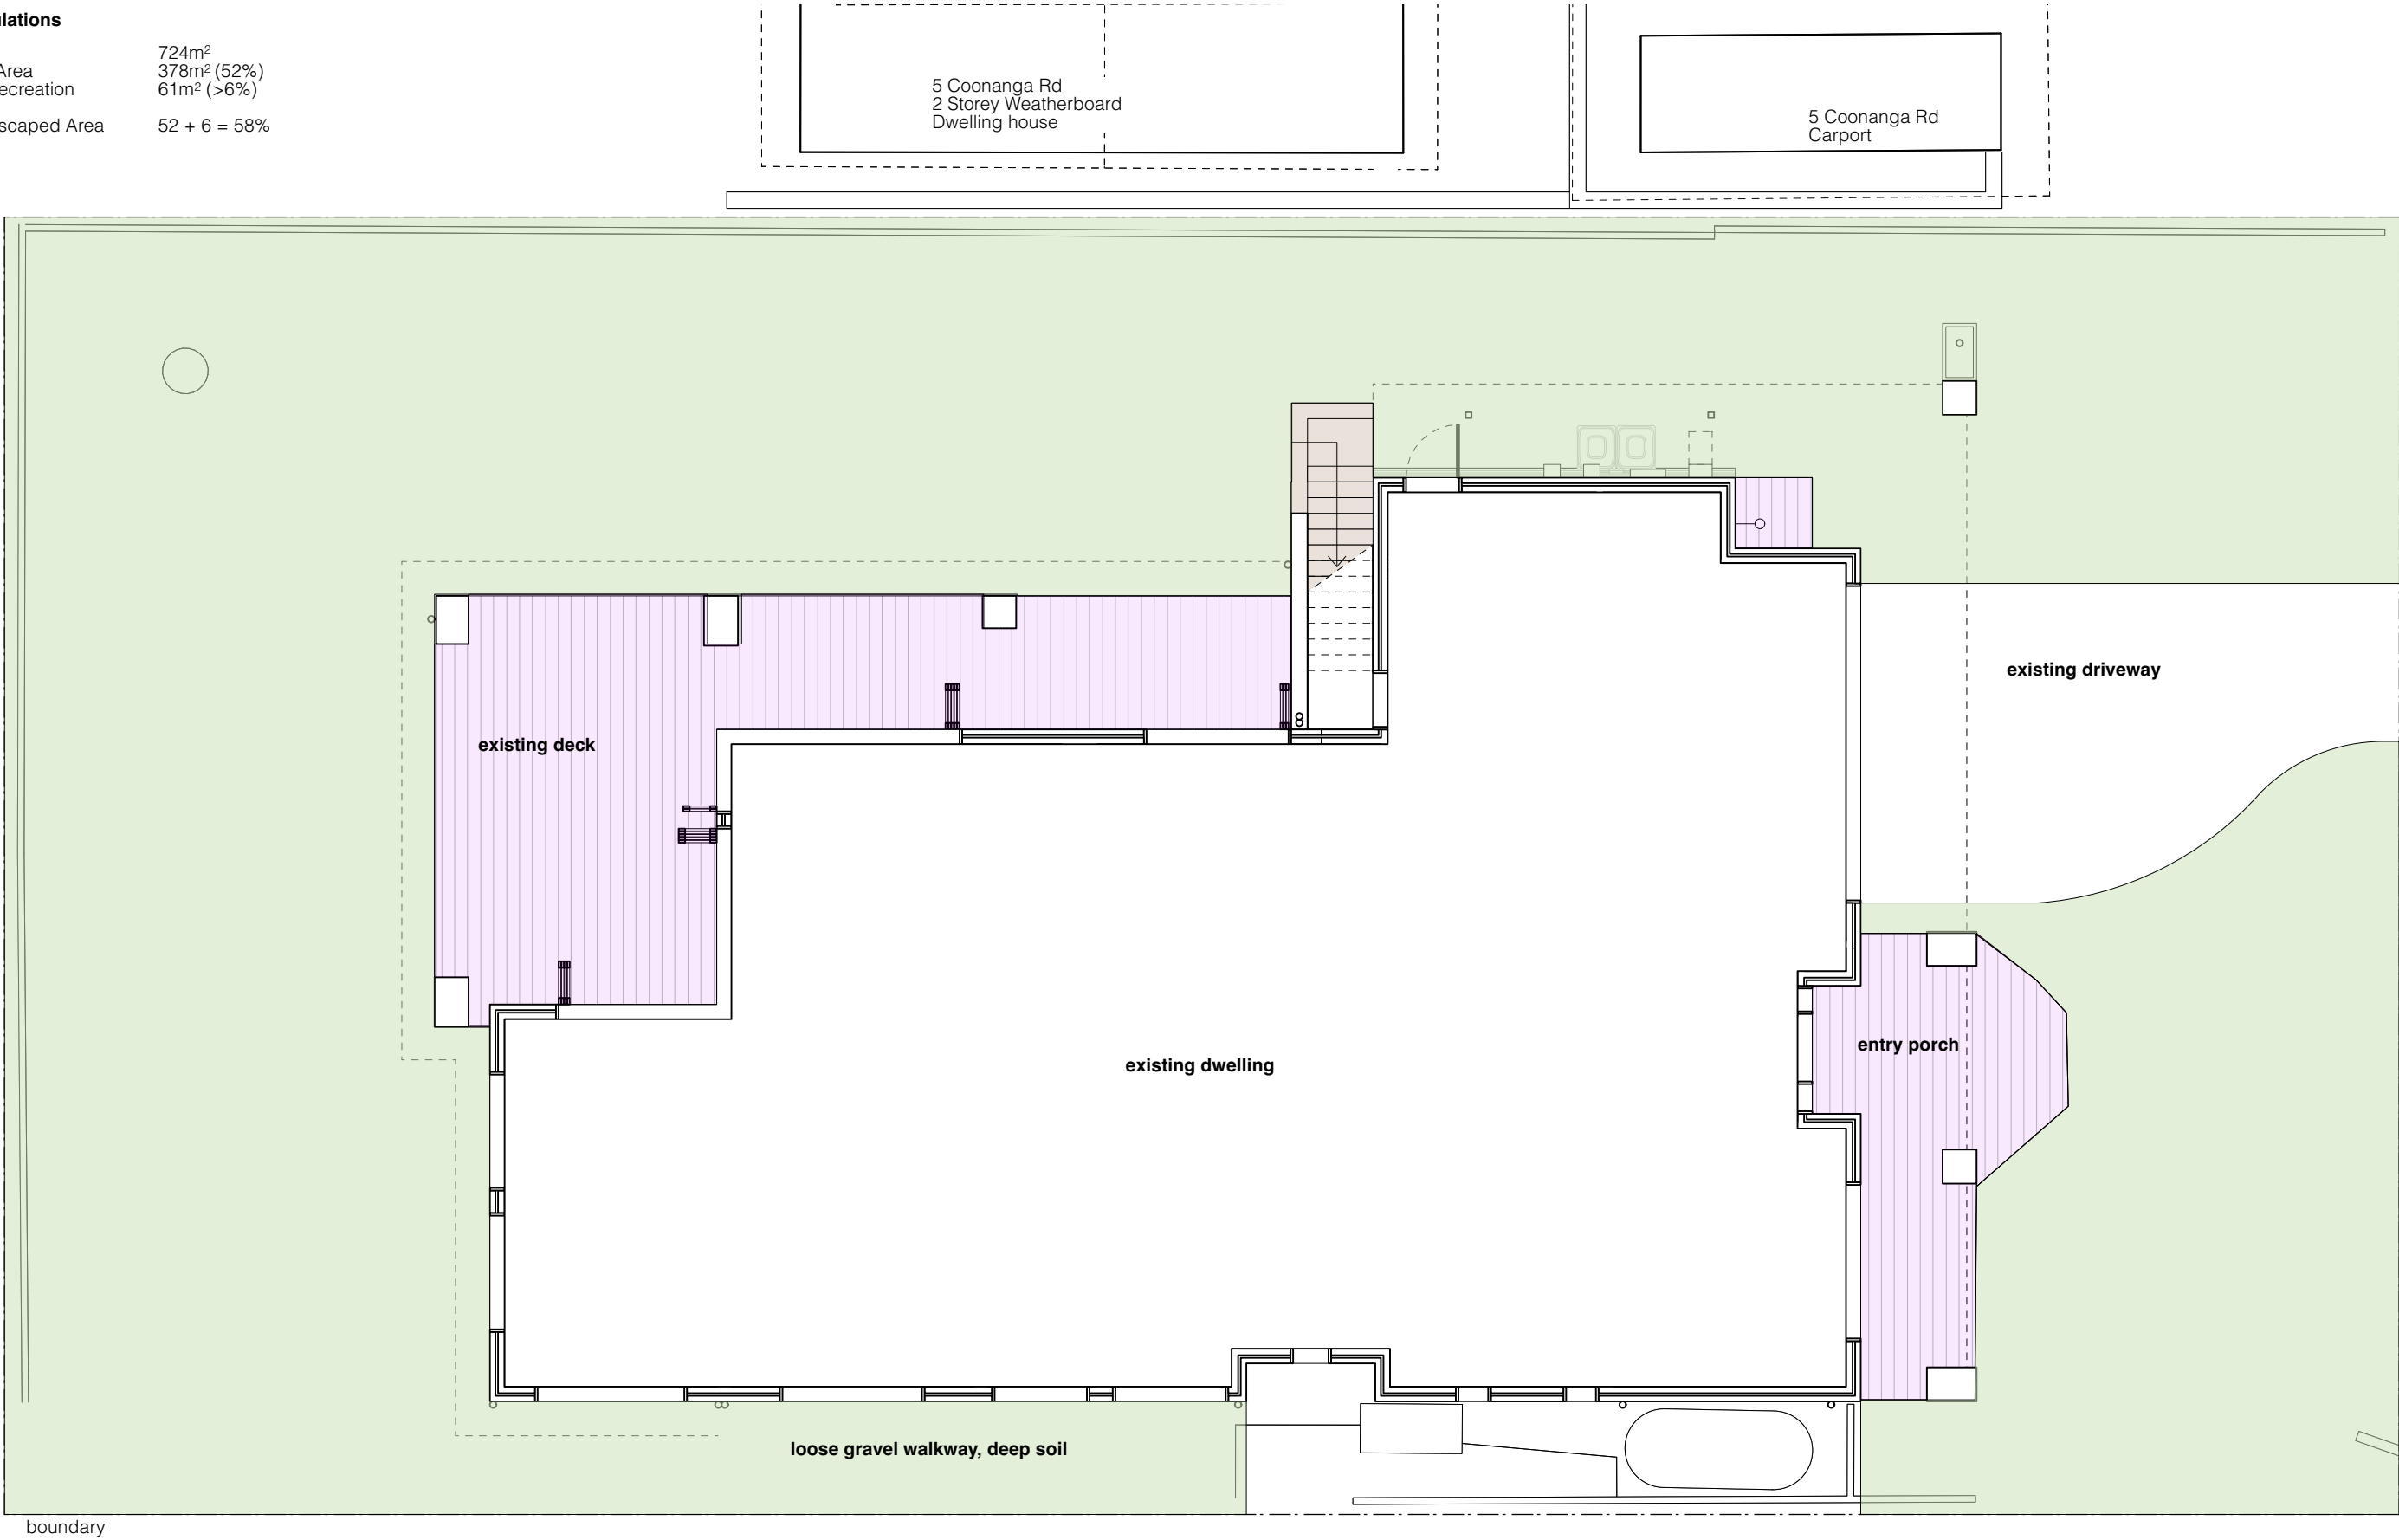 ulations
724m²
Area 378m² (52%)
ecreation 61m² (>6%)
scaped Area 52 + 6 = 58%
5 Coonanga Rd
2 Storey Weatherboard
Dwelling house
5 Coonanga Rd
Carport
existing driveway
existing deck
entry porch
existing dwelling
loose gravel walkway, deep soil
boundary